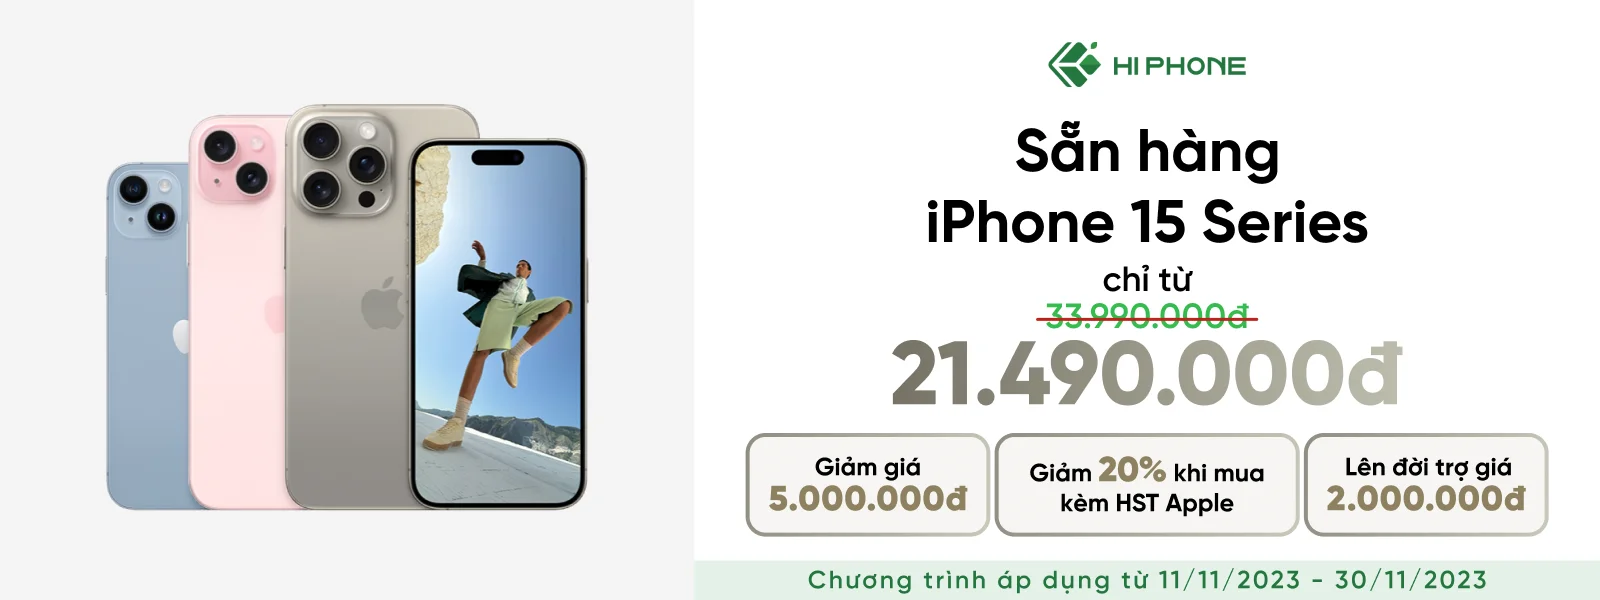 HI PHONE
Sẵn hàng
iPhone 15 Series
chỉ từ
33.990.000đ
21.490.000đ
Giảm giá
5.000.000đ
Giảm 20% khi mua
kèm HST Apple
Lên đời trợ giá
2.000.000đ
Chương trình áp dụng từ 11/11/2023 - 30/11/2023